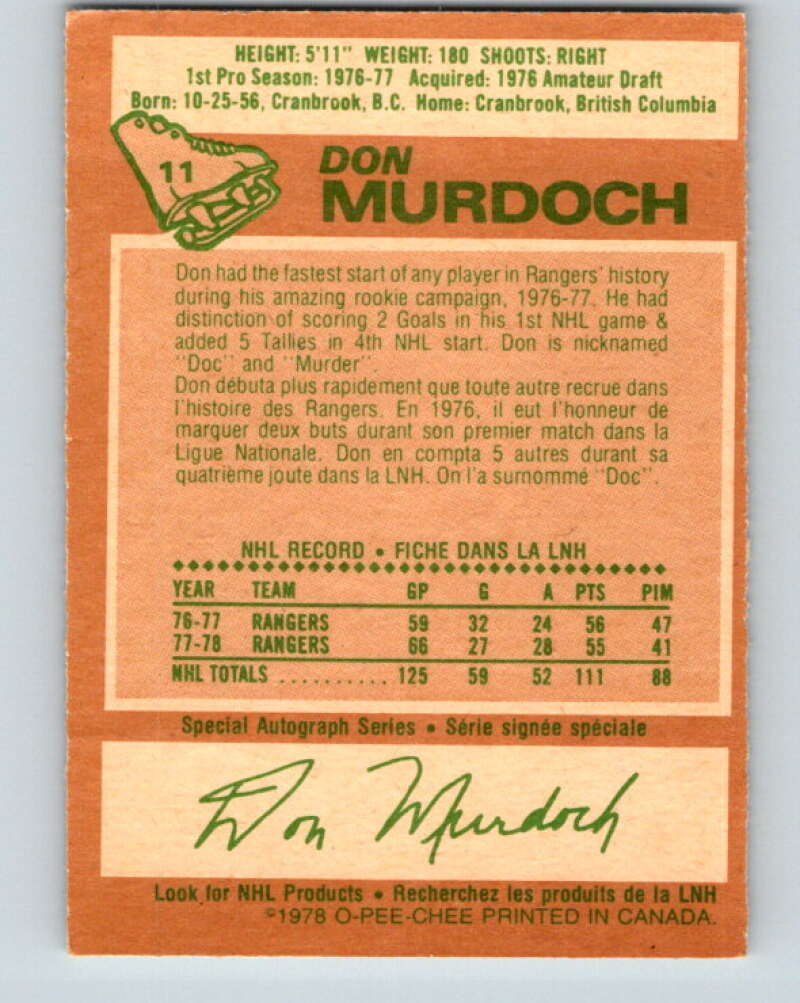 HEIGHT: 5'11" WEIGHT: 180 SHOOTS: RIGHT
1st Pro Season: 1976-77 Acquired: 1976 Amateur Draft
Born: 10-25-56, Cranbrook, B.C. Home: Cranbrook, British Columbia
11
DON
MURDOCH
Don had the fastest start of any player in Rangers' history
during his amazing rookie campaign, 1976-77. He had
distinction of scoring 2 Goals in his 1st NHL game &
added 5 Tallies in 4th NHL start. Don is nicknamed
"Doc" and "Murder".
Don débuta plus rapidement que toute autre recrue dans
l'histoire des Rangers. En 1976, il eut l'honneur de
marquer deux buts durant son premier match dans la
Ligue Nationale. Don en compta 5 autres durant sa
quatrième joute dans la LNH. On l'a surnommé "Doc".
NHL RECORD • FICHE DANS LA LNH
YEAR TEAM GP G A PTS PIM
76-77 RANGERS 59 32 24 56 47
77-78 RANGERS 66 27 28 55 41
NHL TOTALS .......... 125 59 52 111 88
Special Autograph Series • Série signée spéciale
Don Murdoch
Look for NHL Products • Recherchez les produits de la LNH
©1978 O-PEE-CHEE PRINTED IN CANADA.